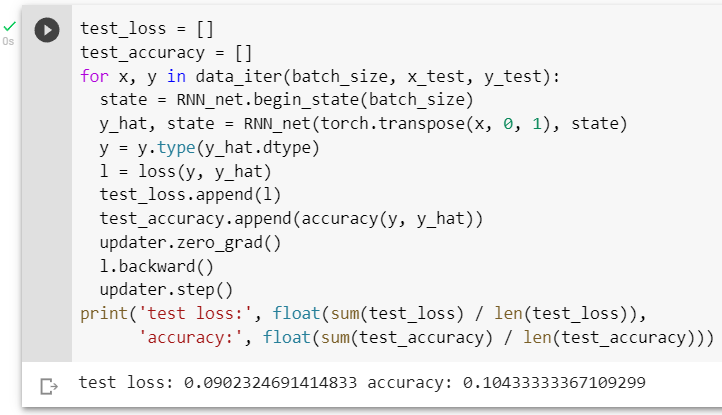 0s
test_loss = []
test_accuracy = []
for x, y in data_iter(batch_size, x_test, y_test):
  state = RNN_net.begin_state(batch_size)
  y_hat, state = RNN_net(torch.transpose(x, 0, 1), state)
  y = y.type(y_hat.dtype)
  l = loss(y, y_hat)
  test_loss.append(l)
  test_accuracy.append(accuracy(y, y_hat))
  updater.zero_grad()
  l.backward()
  updater.step()
print('test loss:', float(sum(test_loss) / len(test_loss)),
      'accuracy:', float(sum(test_accuracy) / len(test_accuracy)))
test loss: 0.0902324691414833 accuracy: 0.10433333367109299